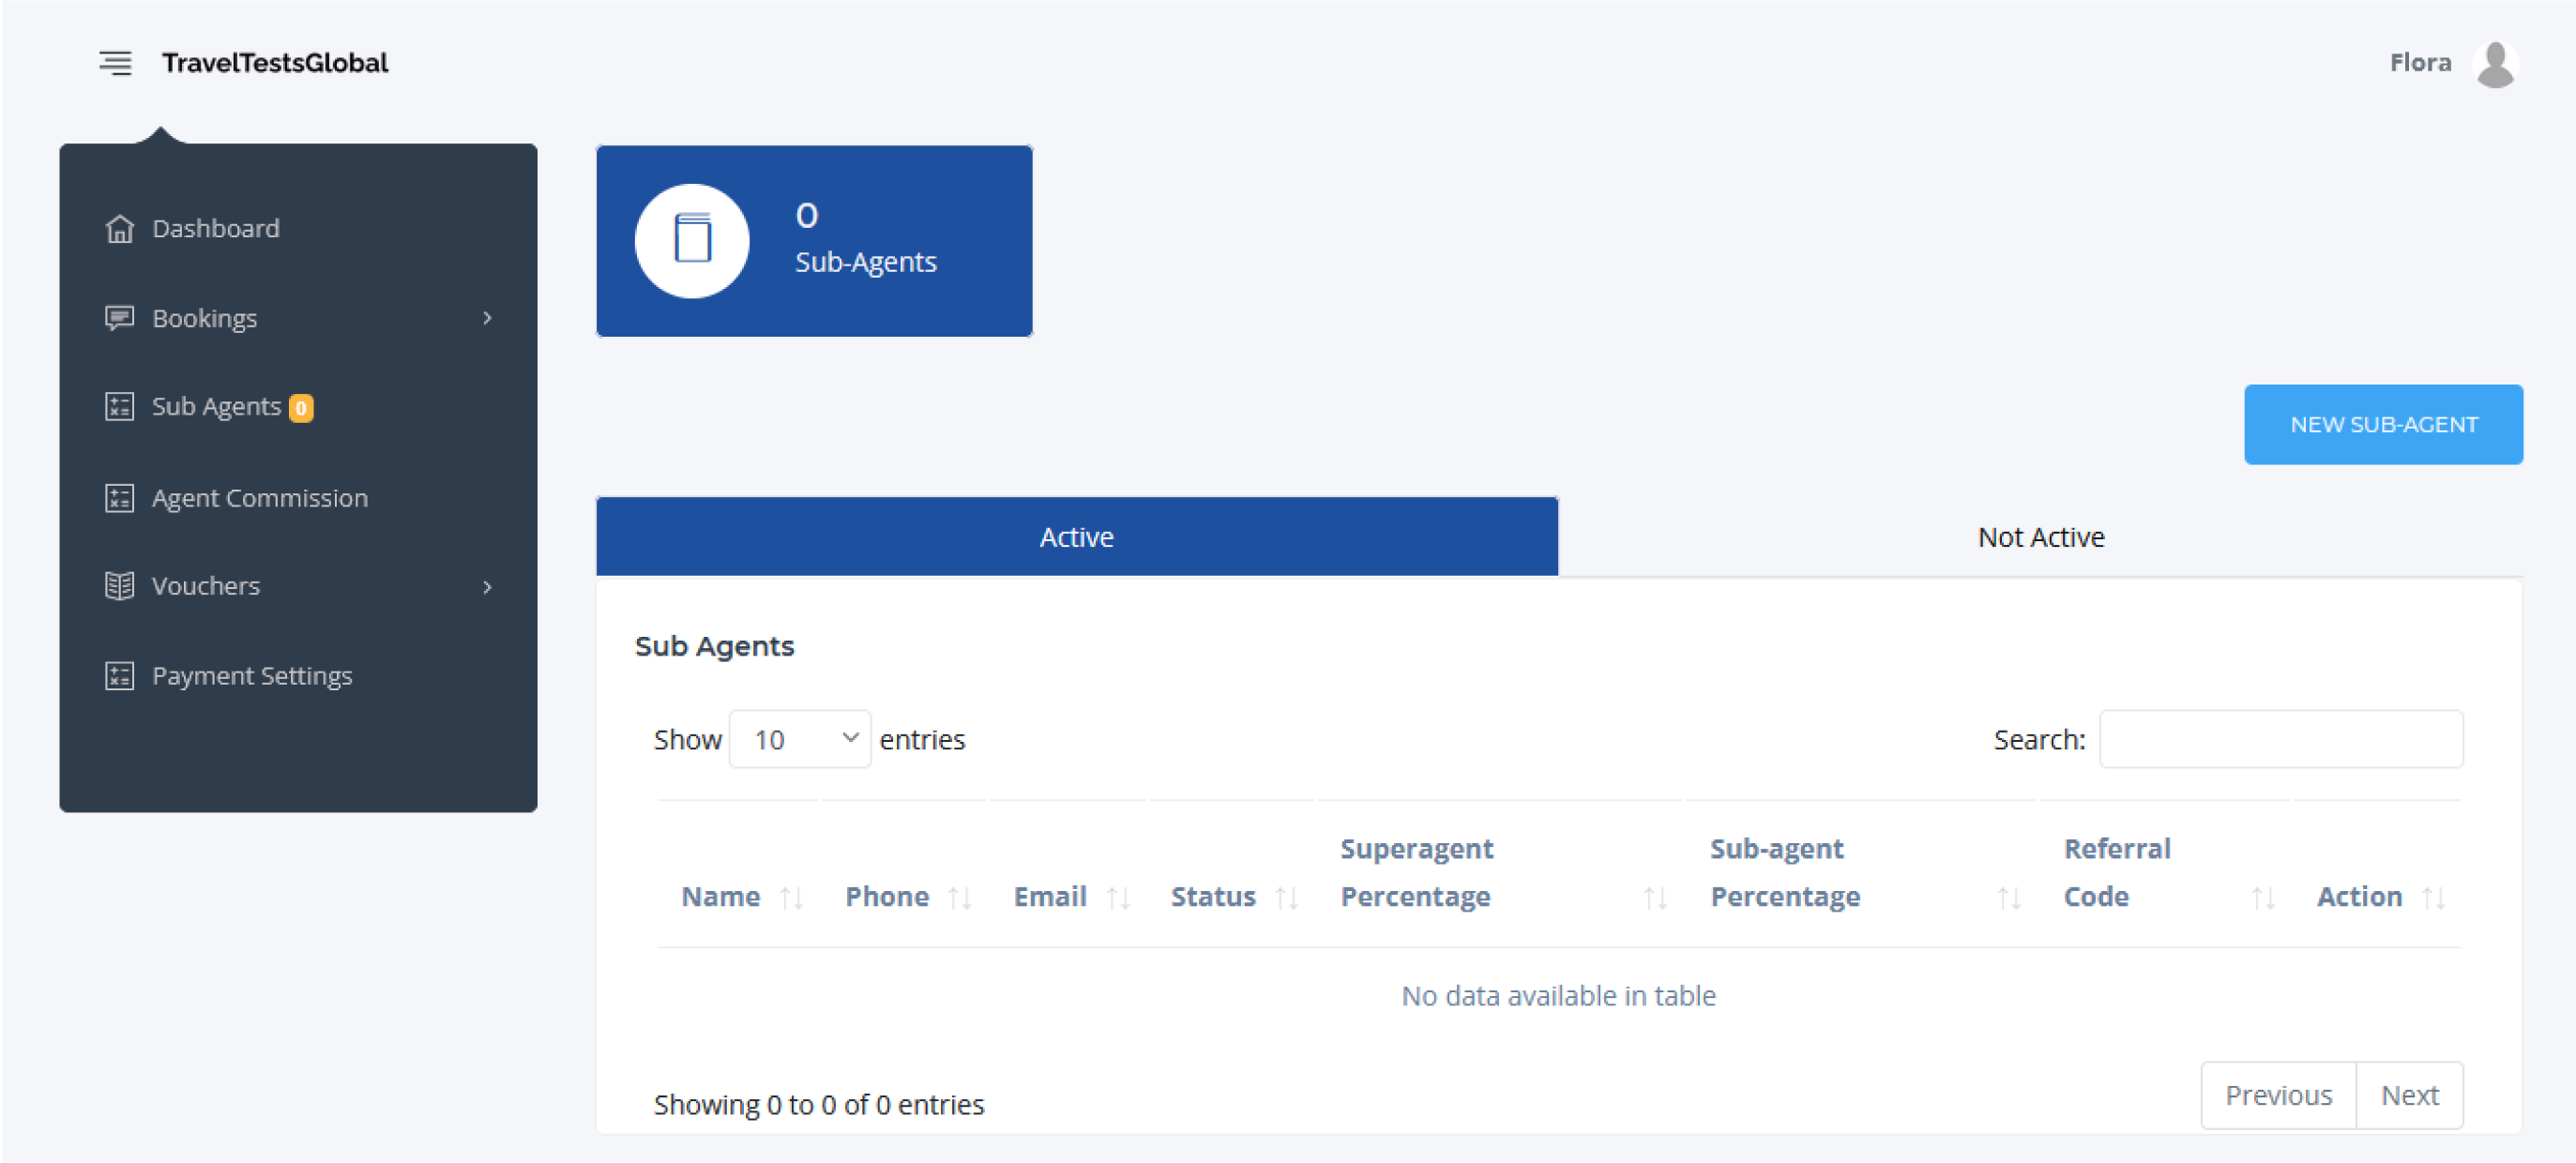 TravelTestsGlobal
Flora
Dashboard
Bookings
Sub Agents 0
Agent Commission
Vouchers
Payment Settings
0
Sub-Agents
NEW SUB-AGENT
Active
Not Active
Sub Agents
Show 10 entries
Search:
Name Phone Email Status Superagent Percentage Sub-agent Percentage Referral Code Action
No data available in table
Showing 0 to 0 of 0 entries
Previous Next